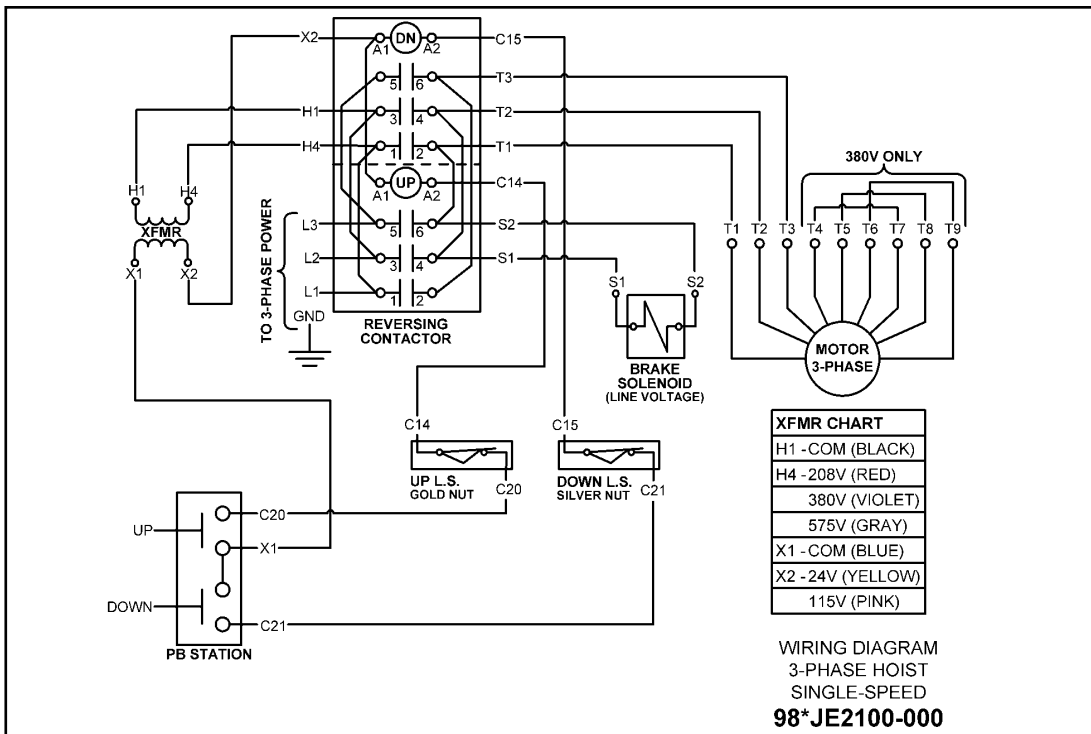 X2
A1
DN
A2
C15
5
6
T3
H1
3
4
T2
H4
1
2
T1
A1
UP
A2
C14
L3
5
6
S2
L2
3
4
S1
L1
1
2
GND
TO 3-PHASE POWER
REVERSING
CONTACTOR
H1
H4
XFMR
X1
X2
S1
S2
BRAKE
SOLENOID
(LINE VOLTAGE)
380V ONLY
T1 T2 T3 T4 T5 T6 T7 T8 T9
MOTOR
3-PHASE
C14
UP L.S.
GOLD NUT
C20
C15
DOWN L.S.
SILVER NUT
C21
UP
C20
X1
DOWN
C21
PB STATION
XFMR CHART
H1 - COM (BLACK)
H4 - 208V (RED)
380V (VIOLET)
575V (GRAY)
X1 - COM (BLUE)
X2 - 24V (YELLOW)
115V (PINK)
WIRING DIAGRAM
3-PHASE HOIST
SINGLE-SPEED
98*JE2100-000